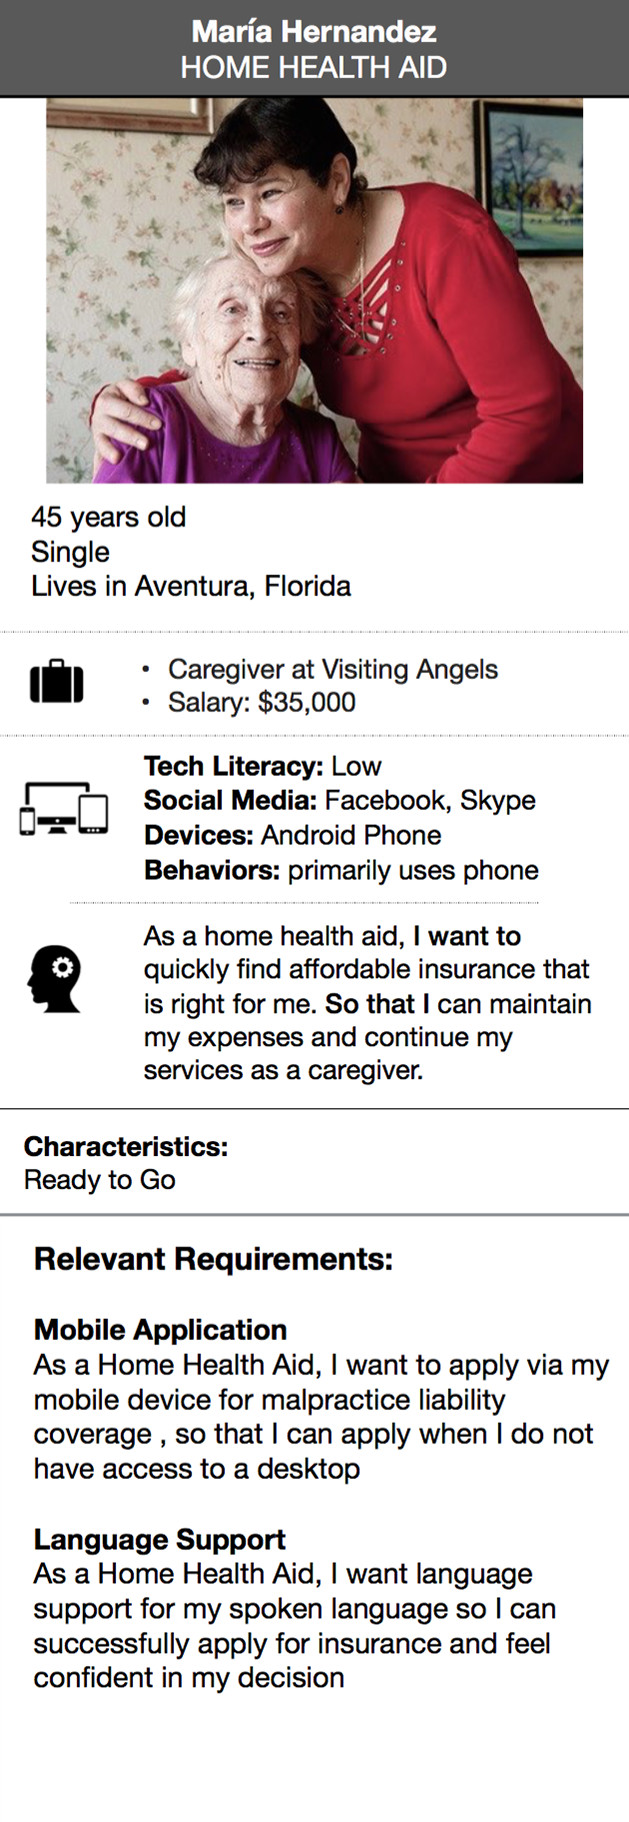 María Hernandez
HOME HEALTH AID
45 years old
Single
Lives in Aventura, Florida
• Caregiver at Visiting Angels
• Salary: $35,000
Tech Literacy: Low
Social Media: Facebook, Skype
Devices: Android Phone
Behaviors: primarily uses phone
As a home health aid, I want to
quickly find affordable insurance that
is right for me. So that I can maintain
my expenses and continue my
services as a caregiver.
Characteristics:
Ready to Go
Relevant Requirements:
Mobile Application
As a Home Health Aid, I want to apply via my
mobile device for malpractice liability
coverage , so that I can apply when I do not
have access to a desktop
Language Support
As a Home Health Aid, I want language
support for my spoken language so I can
successfully apply for insurance and feel
confident in my decision